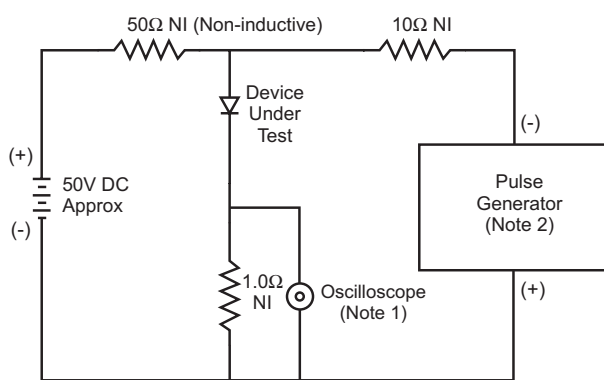 50Ω NI (Non-inductive)
10Ω NI
Device
Under
Test
(-)
(+)
50V DC
Approx
(-)
Pulse
Generator
(Note 2)
1.0Ω
NI
Oscilloscope
(Note 1)
(+)